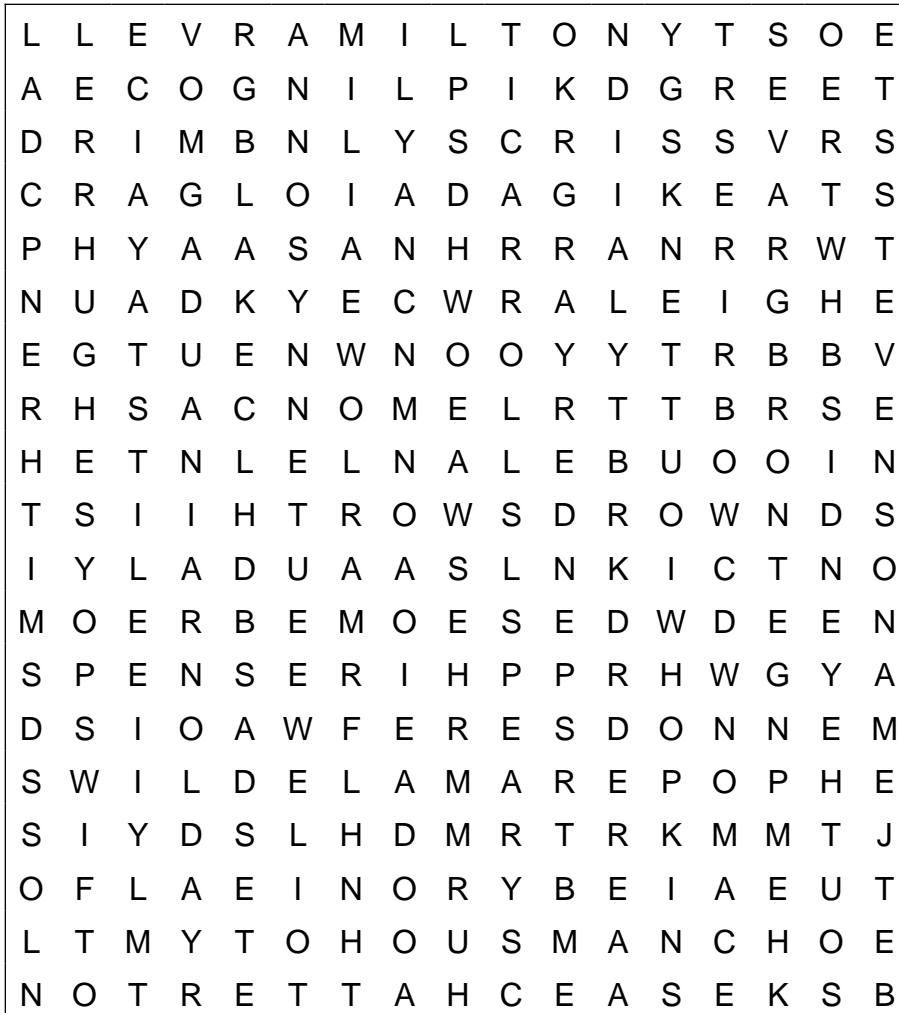 L L E V R A M I L T O N Y T S O E
A E C O G N I L P I K D G R E E T
D R I M B N L Y S C R I S S V R S
C R A G L O I A D A G I K E A T S
P H Y A A S A N H R R A N R R W T
N U A D K Y E C W R A L E I G H E
E G T U E N W N O O Y Y T R B B V
R H S A C N O M E L R T T B R S E
H E T N L E L N A L E B U O O I N
T S I I H T R O W S D R O W N D S
I Y L A D U A A S L N K I C T N O
M O E R B E M O E S E D W D E E N
S P E N S E R I H P P R H W G Y A
D S I O A W F E R E S D O N N E M
S W I L D E L A M A R E P O P H E
S I Y D S L H D M R T R K M M T J
O F L A E I N O R Y B E I A E U T
L T M Y T O H O U S M A N C H O E
N O T R E T T A H C E A S E K S B